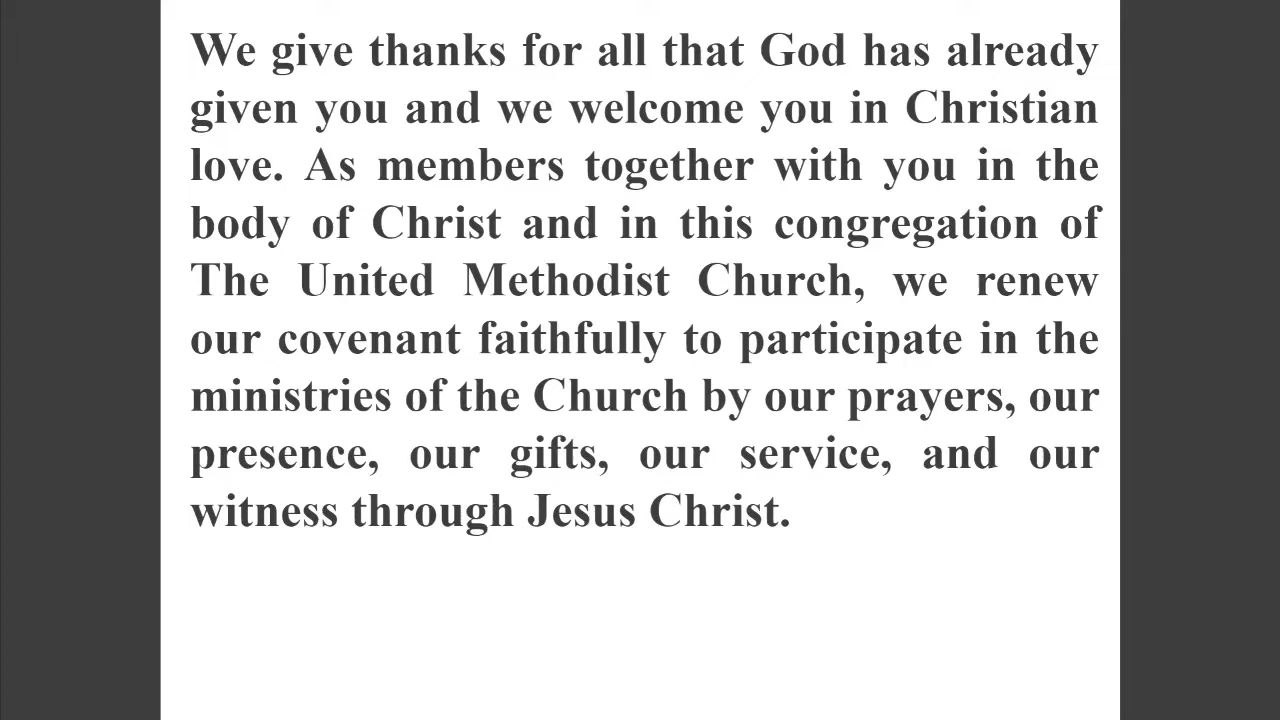 We give thanks for all that God has already
given you and we welcome you in Christian
love. As members together with you in the
body of Christ and in this congregation of
The United Methodist Church, we renew
our covenant faithfully to participate in the
ministries of the Church by our prayers, our
presence, our gifts, our service, and our
witness through Jesus Christ.